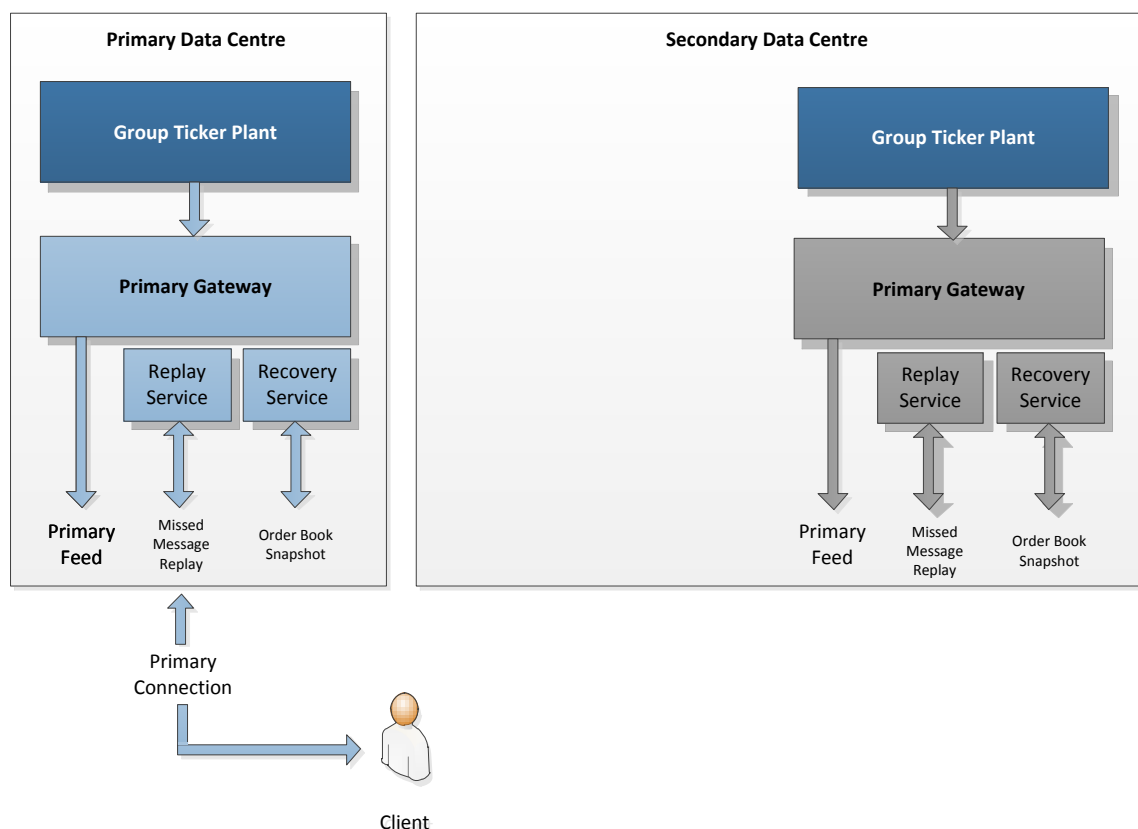 Primary Data Centre
Group Ticker Plant
Primary Gateway
Replay
Service
Recovery
Service
Primary
Feed
Missed
Message
Replay
Order Book
Snapshot
Secondary Data Centre
Group Ticker Plant
Primary Gateway
Replay
Service
Recovery
Service
Primary
Feed
Missed
Message
Replay
Order Book
Snapshot
Primary
Connection
Client